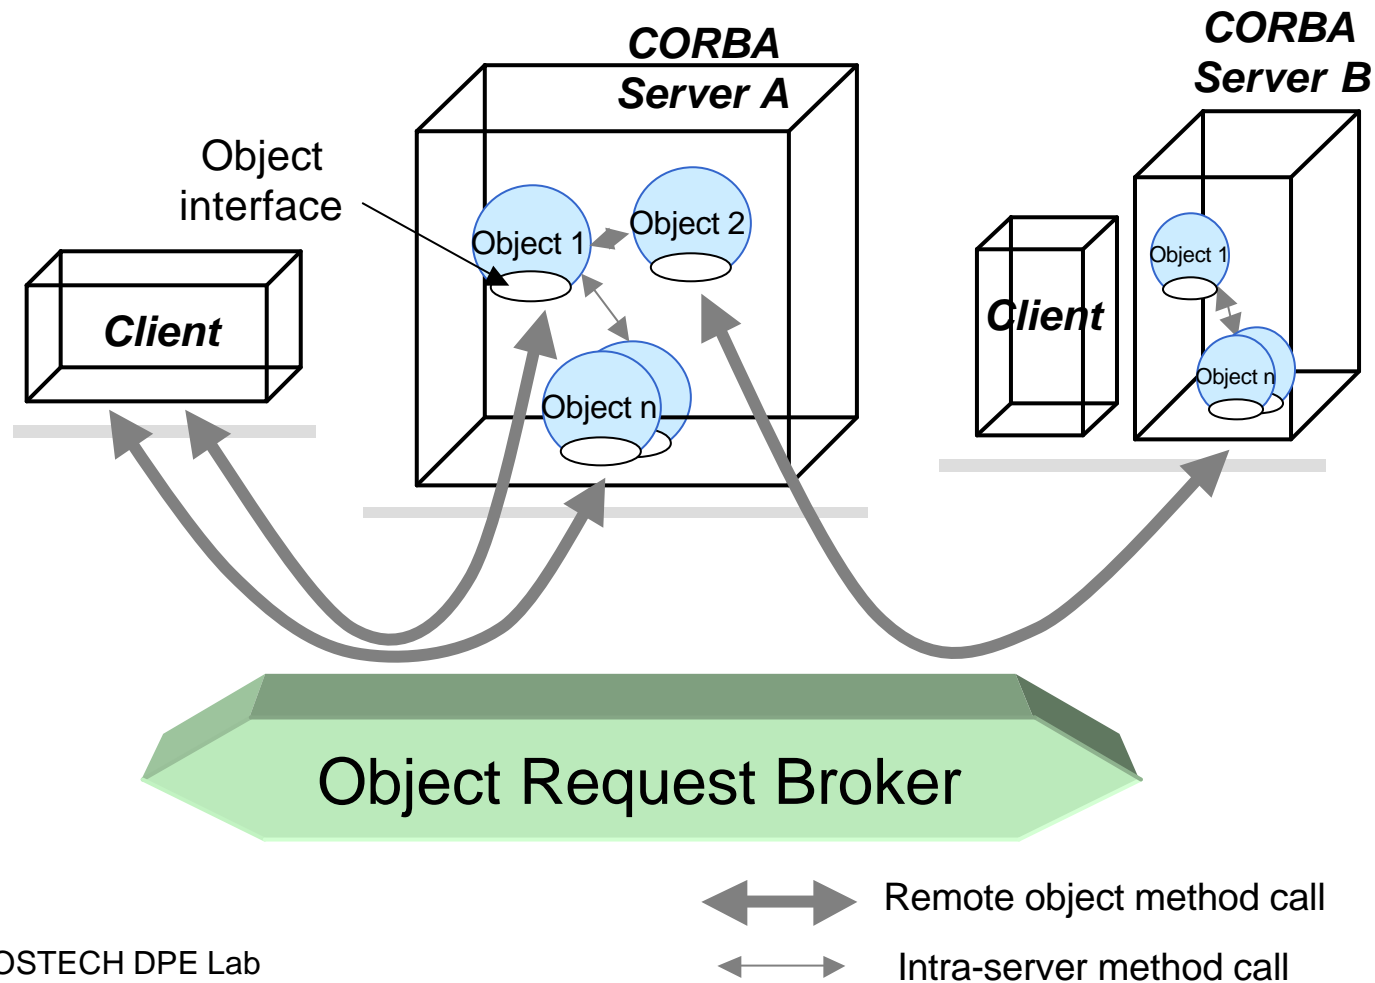 CORBA
Server A
CORBA
Server B
Object
interface
Object 1
Object 2
Object n
Client
Client
Object 1
Object n
Object Request Broker
Remote object method call
Intra-server method call
OSTECH DPE Lab